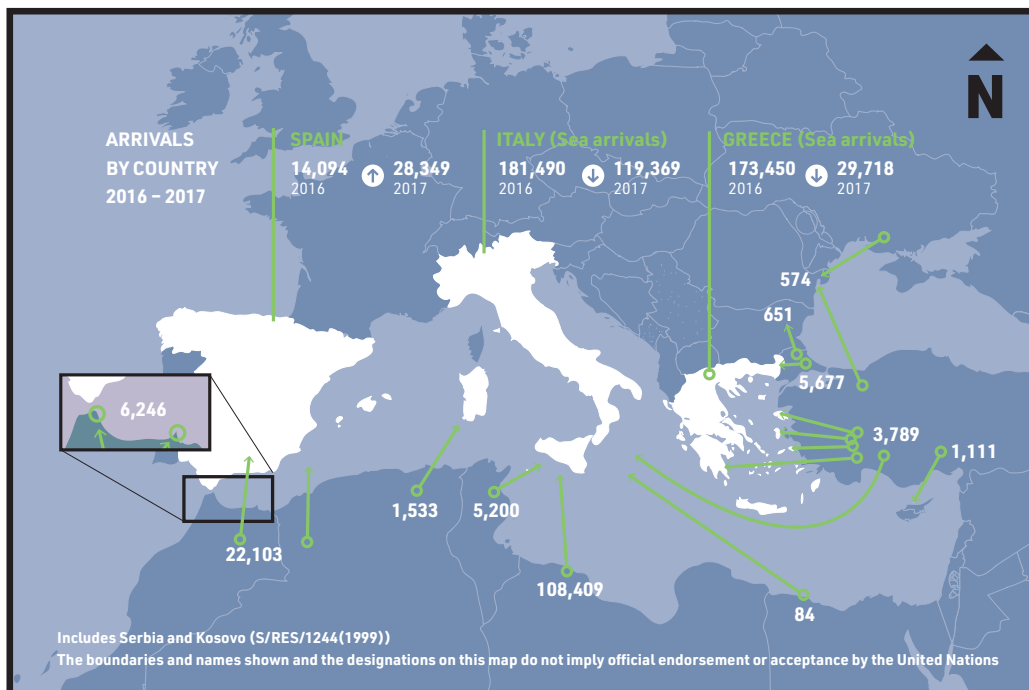 N
ARRIVALS
BY COUNTRY
2016 – 2017
SPAIN
14,094 28,349
2016 2017
ITALY (Sea arrivals)
181,490 119,369
2016 2017
GREECE (Sea arrivals)
173,450 29,718
2016 2017
574
651
5,677
6,246
3,789
1,111
1,533
5,200
22,103
108,409
84
Includes Serbia and Kosovo (S/RES/1244(1999))
The boundaries and names shown and the designations on this map do not imply official endorsement or acceptance by the United Nations